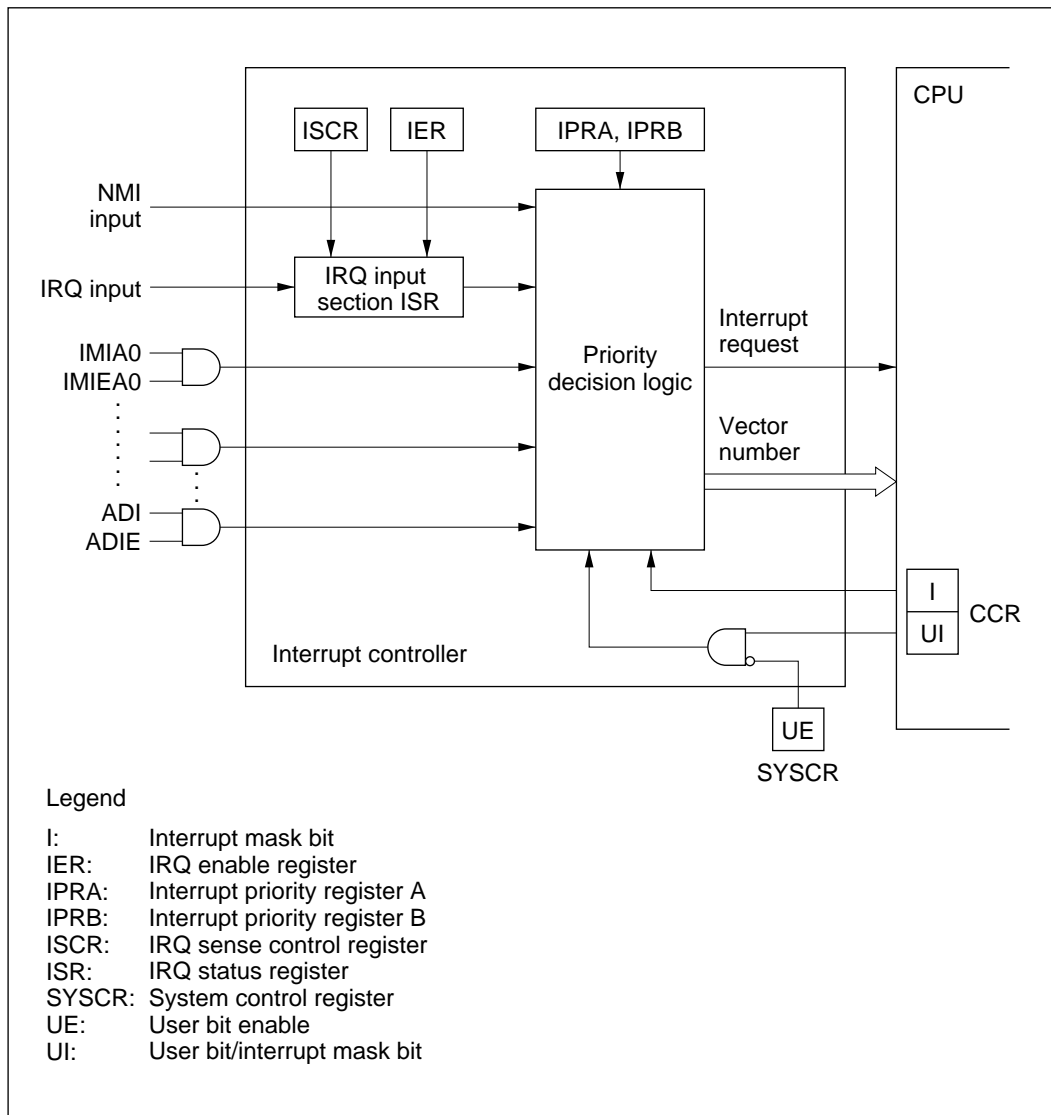 CPU
ISCR
IER
IPRA, IPRB
NMI
input
IRQ input
IRQ input
section ISR
Interrupt
request
IMIA0
IMIEA0
Priority
decision logic
Vector
number
ADI
ADIE
I
CCR
UI
Interrupt controller
UE
SYSCR
Legend
I: Interrupt mask bit
IER: IRQ enable register
IPRA: Interrupt priority register A
IPRB: Interrupt priority register B
ISCR: IRQ sense control register
ISR: IRQ status register
SYSCR: System control register
UE: User bit enable
UI: User bit/interrupt mask bit